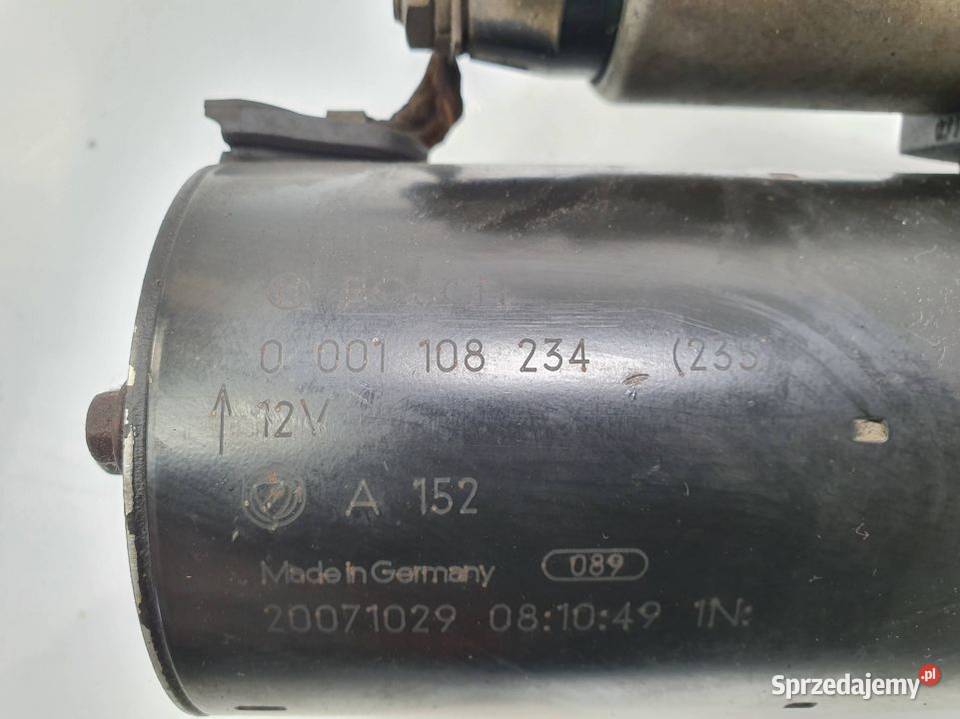 BOSCH
0 001 108 234 (235)
12V
A 152
Made in Germany 089
20071029 08:10:49 1N:
Sprzedajemy .pl